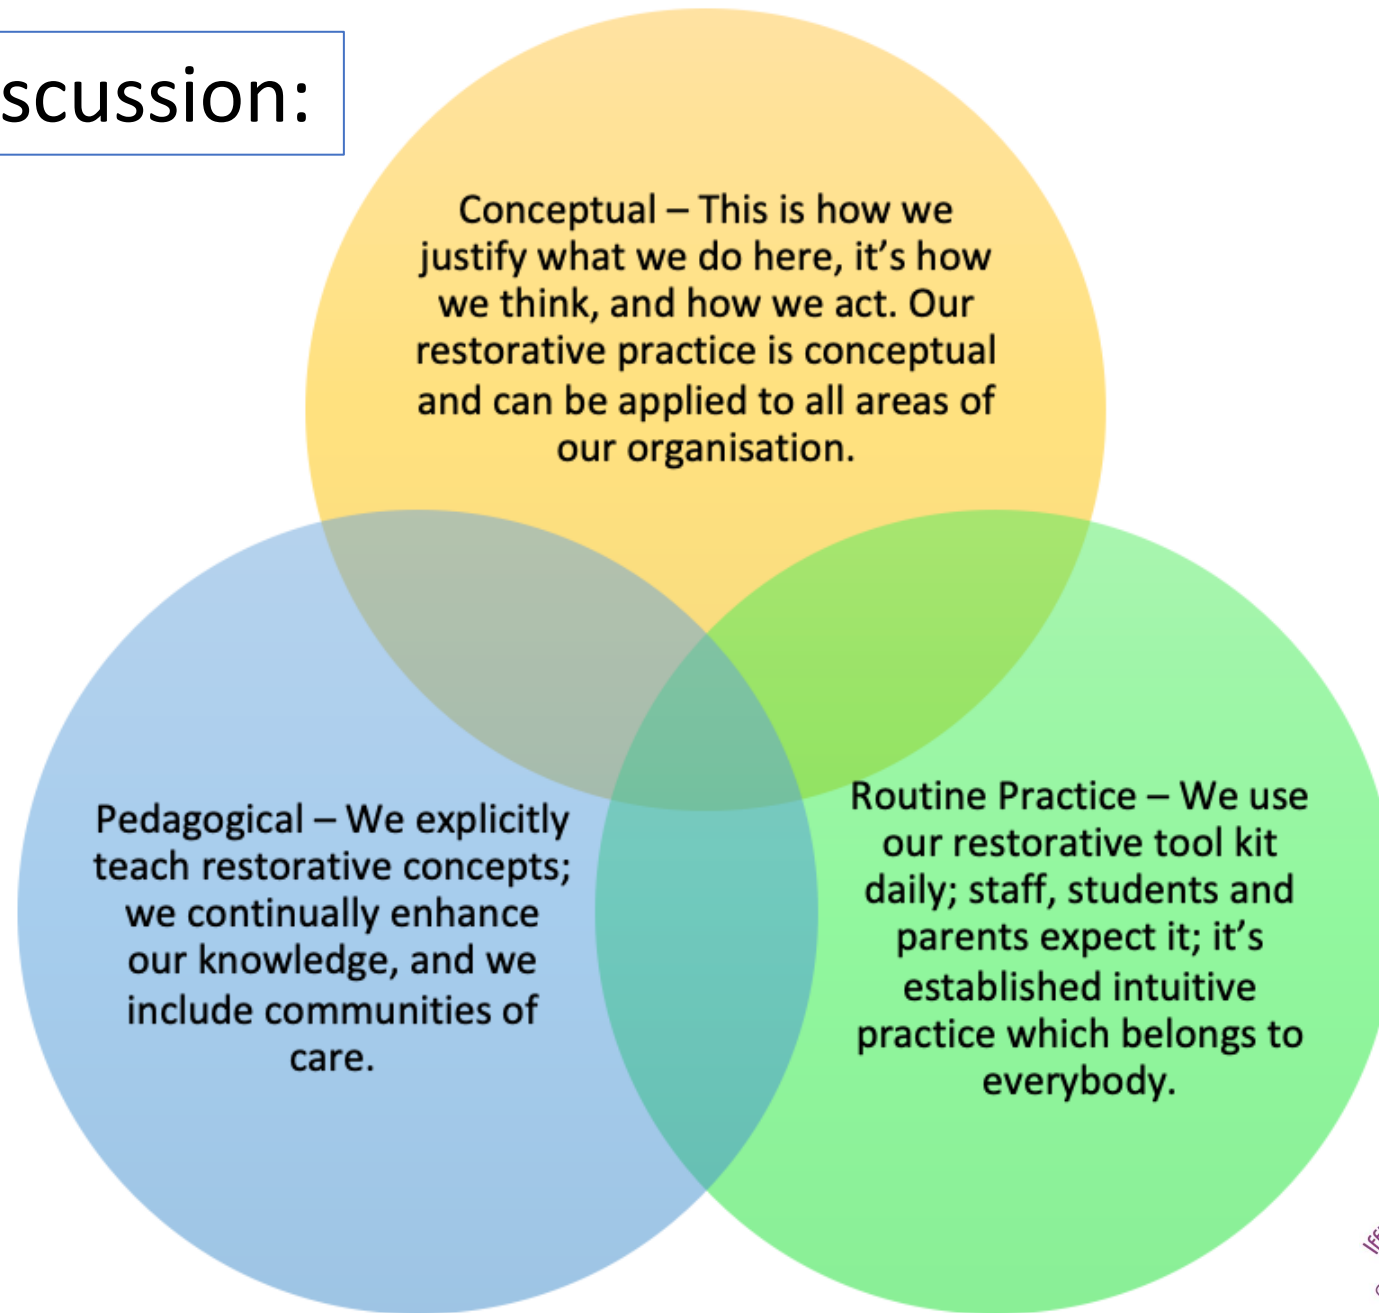 scussion:
Conceptual – This is how we
justify what we do here, it's how
we think, and how we act. Our
restorative practice is conceptual
and can be applied to all areas of
our organisation.
Pedagogical – We explicitly
teach restorative concepts;
we continually enhance
our knowledge, and we
include communities of
care.
Routine Practice – We use
our restorative tool kit
daily; staff, students and
parents expect it; it's
established intuitive
practice which belongs to
everybody.